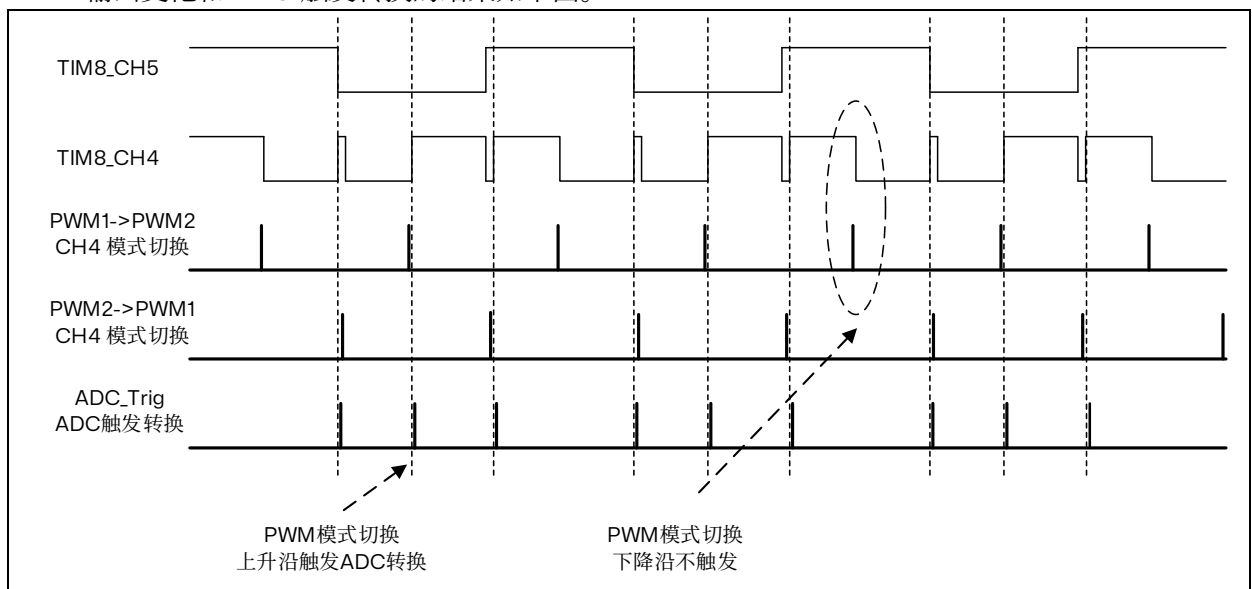 TIM8_CH5
TIM8_CH4
PWM1->PWM2
CH4 模式切换
PWM2->PWM1
CH4 模式切换
ADC_Trig
ADC触发转换
PWM模式切换
上升沿触发ADC转换
PWM模式切换
下降沿不触发